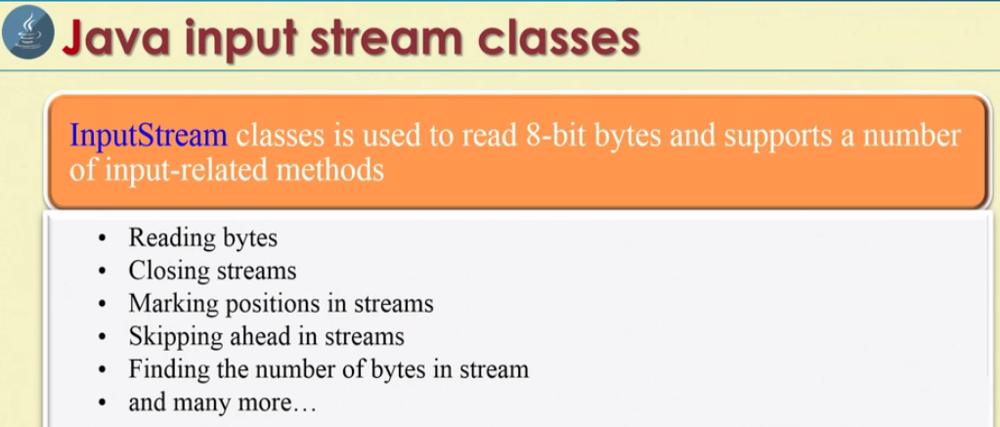 Java input stream classes
InputStream classes is used to read 8-bit bytes and supports a number
of input-related methods
• Reading bytes
• Closing streams
• Marking positions in streams
• Skipping ahead in streams
• Finding the number of bytes in stream
• and many more…